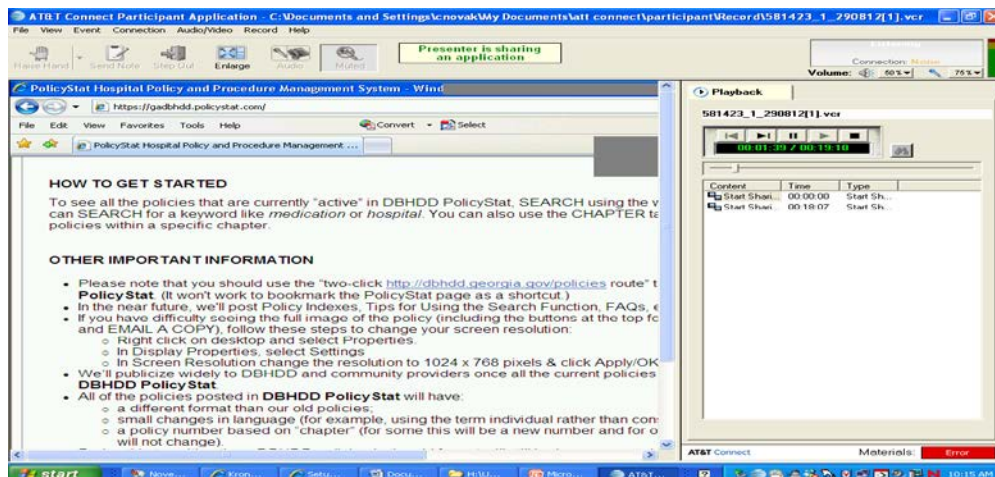 AT&T Connect Participant Application - C:\Documents and Settings\cnovak\My Documents\att connect\participant\Record\581423_1_290812[1].vcr
File View Event Connection Audio/Video Record Help
Raise Hand Send Note Step Out Enlarge Audio Muted
Presenter is sharing
an application
Listening
Connection: None
Volume: 60% 75%
PolicyStat Hospital Policy and Procedure Management System - Wind
https://gadbhdd.policystat.com/
File Edit View Favorites Tools Help
Convert Select
PolicyStat Hospital Policy and Procedure Management ...
HOW TO GET STARTED
To see all the policies that are currently "active" in DBHDD PolicyStat, SEARCH using the
can SEARCH for a keyword like medication or hospital. You can also use the CHAPTER
policies within a specific chapter.
OTHER IMPORTANT INFORMATION
Please note that you should use the "two-click http://dbhdd.georgia.gov/policies route"
PolicyStat. (It won't work to bookmark the PolicyStat page as a shortcut.)
In the near future, we'll post Policy Indexes, Tips for Using the Search Function, FAQs,
If you have difficulty seeing the full image of the policy (including the buttons at the top
and EMAIL A COPY), follow these steps to change your screen resolution:
Right click on desktop and select Properties.
In Display Properties, select Settings
In Screen Resolution change the resolution to 1024 x 768 pixels & click Apply/OK
We'll publicize widely to DBHDD and community providers once all the current policies
DBHDD PolicyStat.
All of the policies posted in DBHDD PolicyStat will have:
a different format than our old policies;
small changes in language (for example, using the term individual rather than
a policy number based on "chapter" (for some this will be a new number and for
will not change).
Playback
581423_1_290812[1].vcr
00:01:39 / 00:19:10
Content Time Type
Start Shari... 00:00:00 Start Sh...
Start Shari... 00:18:07 Start Sh...
AT&T Connect Materials: Error
start Nove... Kron... Setu... Docu... H:\U... Micro... AT&T... 10:15 AM